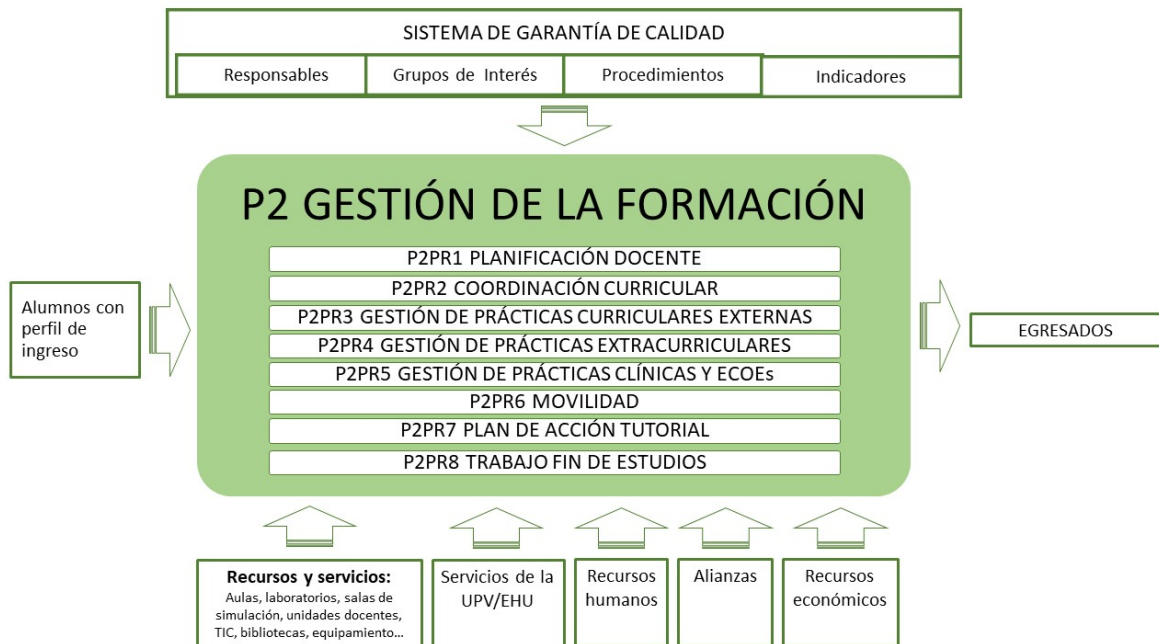 SISTEMA DE GARANTÍA DE CALIDAD
Responsables
Grupos de Interés
Procedimientos
Indicadores
P2 GESTIÓN DE LA FORMACIÓN
P2PR1 PLANIFICACIÓN DOCENTE
P2PR2 COORDINACIÓN CURRICULAR
P2PR3 GESTIÓN DE PRÁCTICAS CURRICULARES EXTERNAS
P2PR4 GESTIÓN DE PRÁCTICAS EXTRACURRICULARES
P2PR5 GESTIÓN DE PRÁCTICAS CLÍNICAS Y ECOEs
P2PR6 MOVILIDAD
P2PR7 PLAN DE ACCIÓN TUTORIAL
P2PR8 TRABAJO FIN DE ESTUDIOS
Alumnos con
perfil de
ingreso
EGRESADOS
Recursos y servicios:
Aulas, laboratorios, salas de
simulación, unidades docentes,
TIC, bibliotecas, equipamiento...
Servicios de la
UPV/EHU
Recursos
humanos
Alianzas
Recursos
económicos